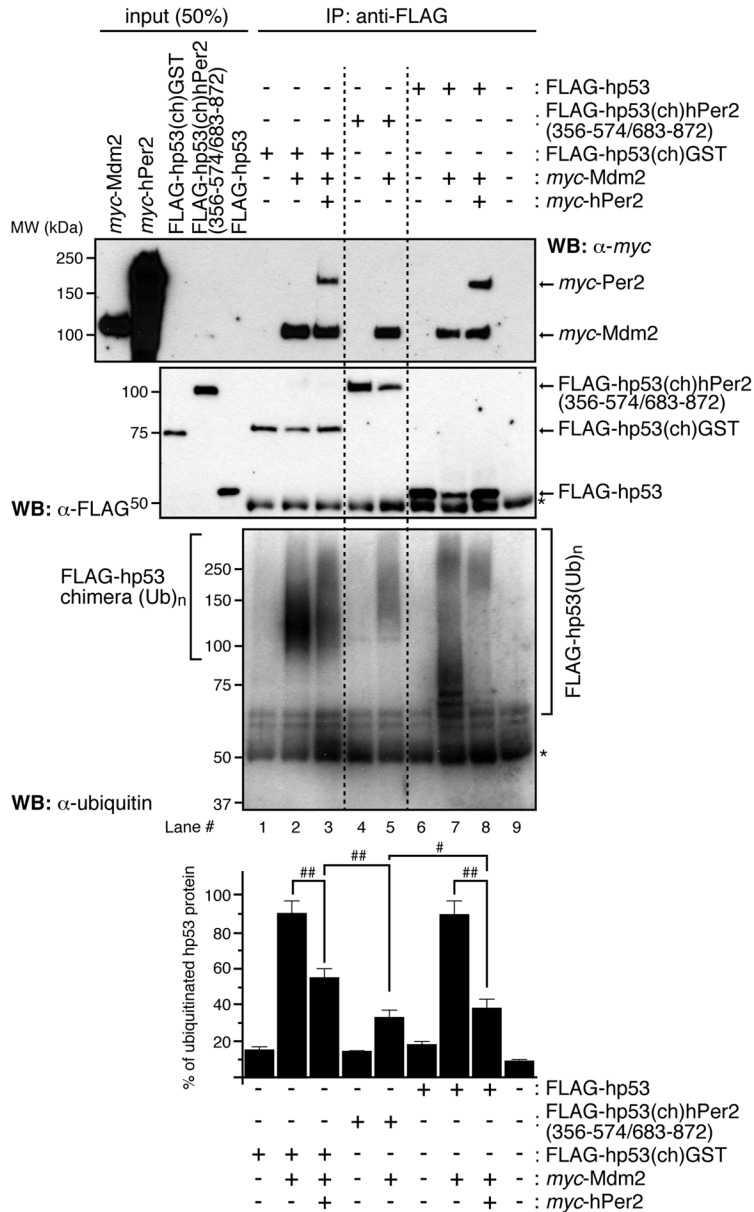 input (50%) IP: anti-FLAG
myc-Mdm2
myc-hPer2
FLAG-hp53(ch)GST
FLAG-hp53(ch)hPer2
(356-574/683-872)
FLAG-hp53
- - - - - + + + - : FLAG-hp53
- - - + + - - - - : FLAG-hp53(ch)hPer2
(356-574/683-872)
+ + + - - - - - - : FLAG-hp53(ch)GST
- + + - + - + + - : myc-Mdm2
- - + - - - - + - : myc-hPer2
MW (kDa)
WB: α-myc
250
150
100
← myc-Per2
← myc-Mdm2
100
75
50
← FLAG-hp53(ch)hPer2
(356-574/683-872)
← FLAG-hp53(ch)GST
← FLAG-hp53
*
WB: α-FLAG
FLAG-hp53
chimera (Ub)n
250
150
100
75
50
37
FLAG-hp53(Ub)n
*
WB: α-ubiquitin
Lane # 1 2 3 4 5 6 7 8 9
% of ubiquitinated hp53 protein
100
80
60
40
20
## ## # ##
- - - - - + + + - : FLAG-hp53
- - - + + - - - - : FLAG-hp53(ch)hPer2
(356-574/683-872)
+ + + - - - - - - : FLAG-hp53(ch)GST
- + + - + - + + - : myc-Mdm2
- - + - - - - + - : myc-hPer2